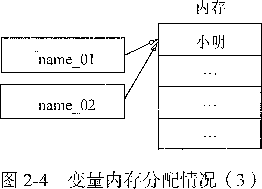 内存
小明
name_01
…
name_02
…
…
…
图 2-4 变量内存分配情况（3）